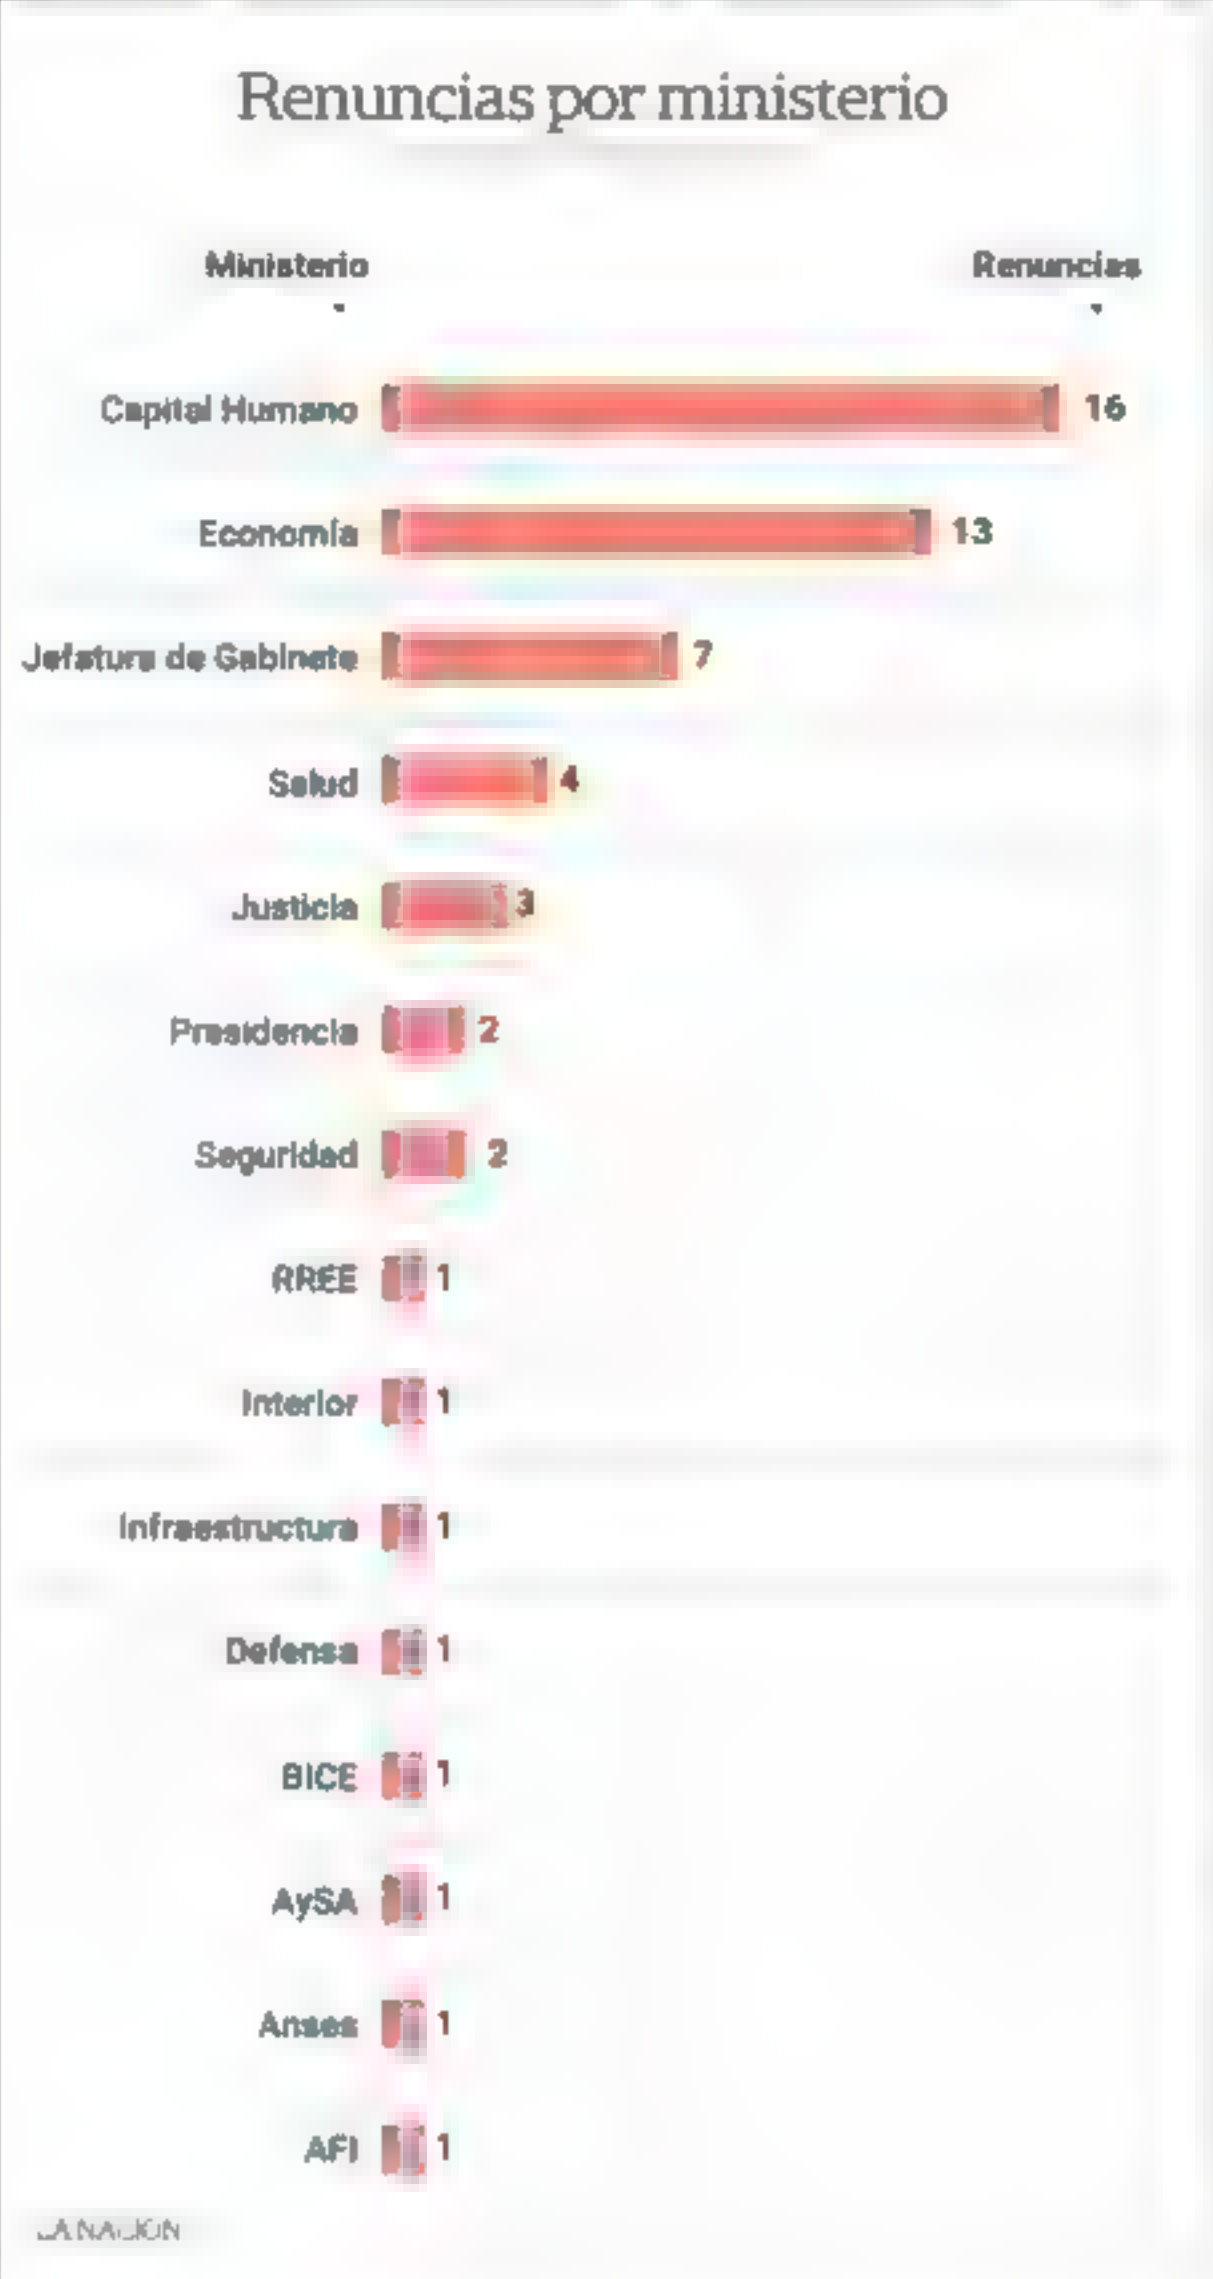 Renuncias por ministerio
Ministerio Renuncias
Capital Humano 16
Economía 13
Jefatura de Gabinete 7
Salud 4
Justicia 3
Presidencia 2
Seguridad 2
RREE 1
Interior 1
Infraestructura 1
Defensa 1
BICE 1
AySA 1
Anses 1
AFI 1
LA NACION